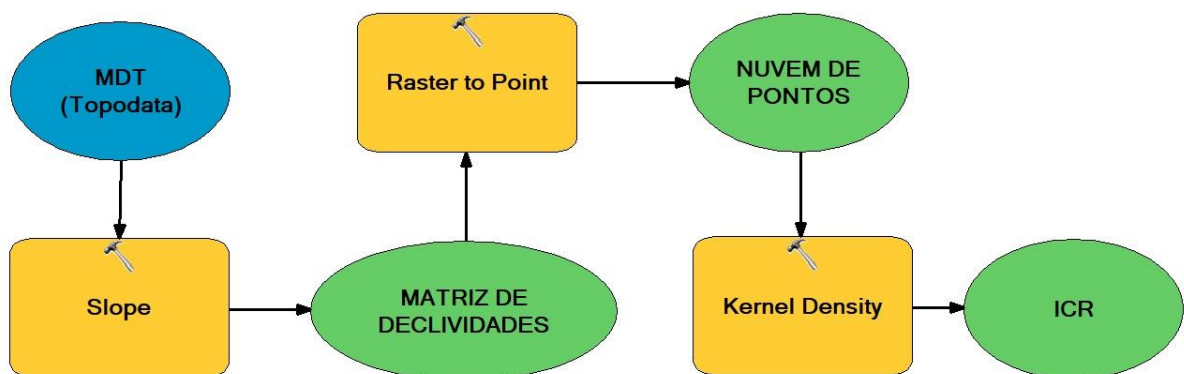 MDT
(Topodata)
Slope
MATRIZ DE
DECLIVIDADES
Raster to Point
NUVEM DE
PONTOS
Kernel Density
ICR